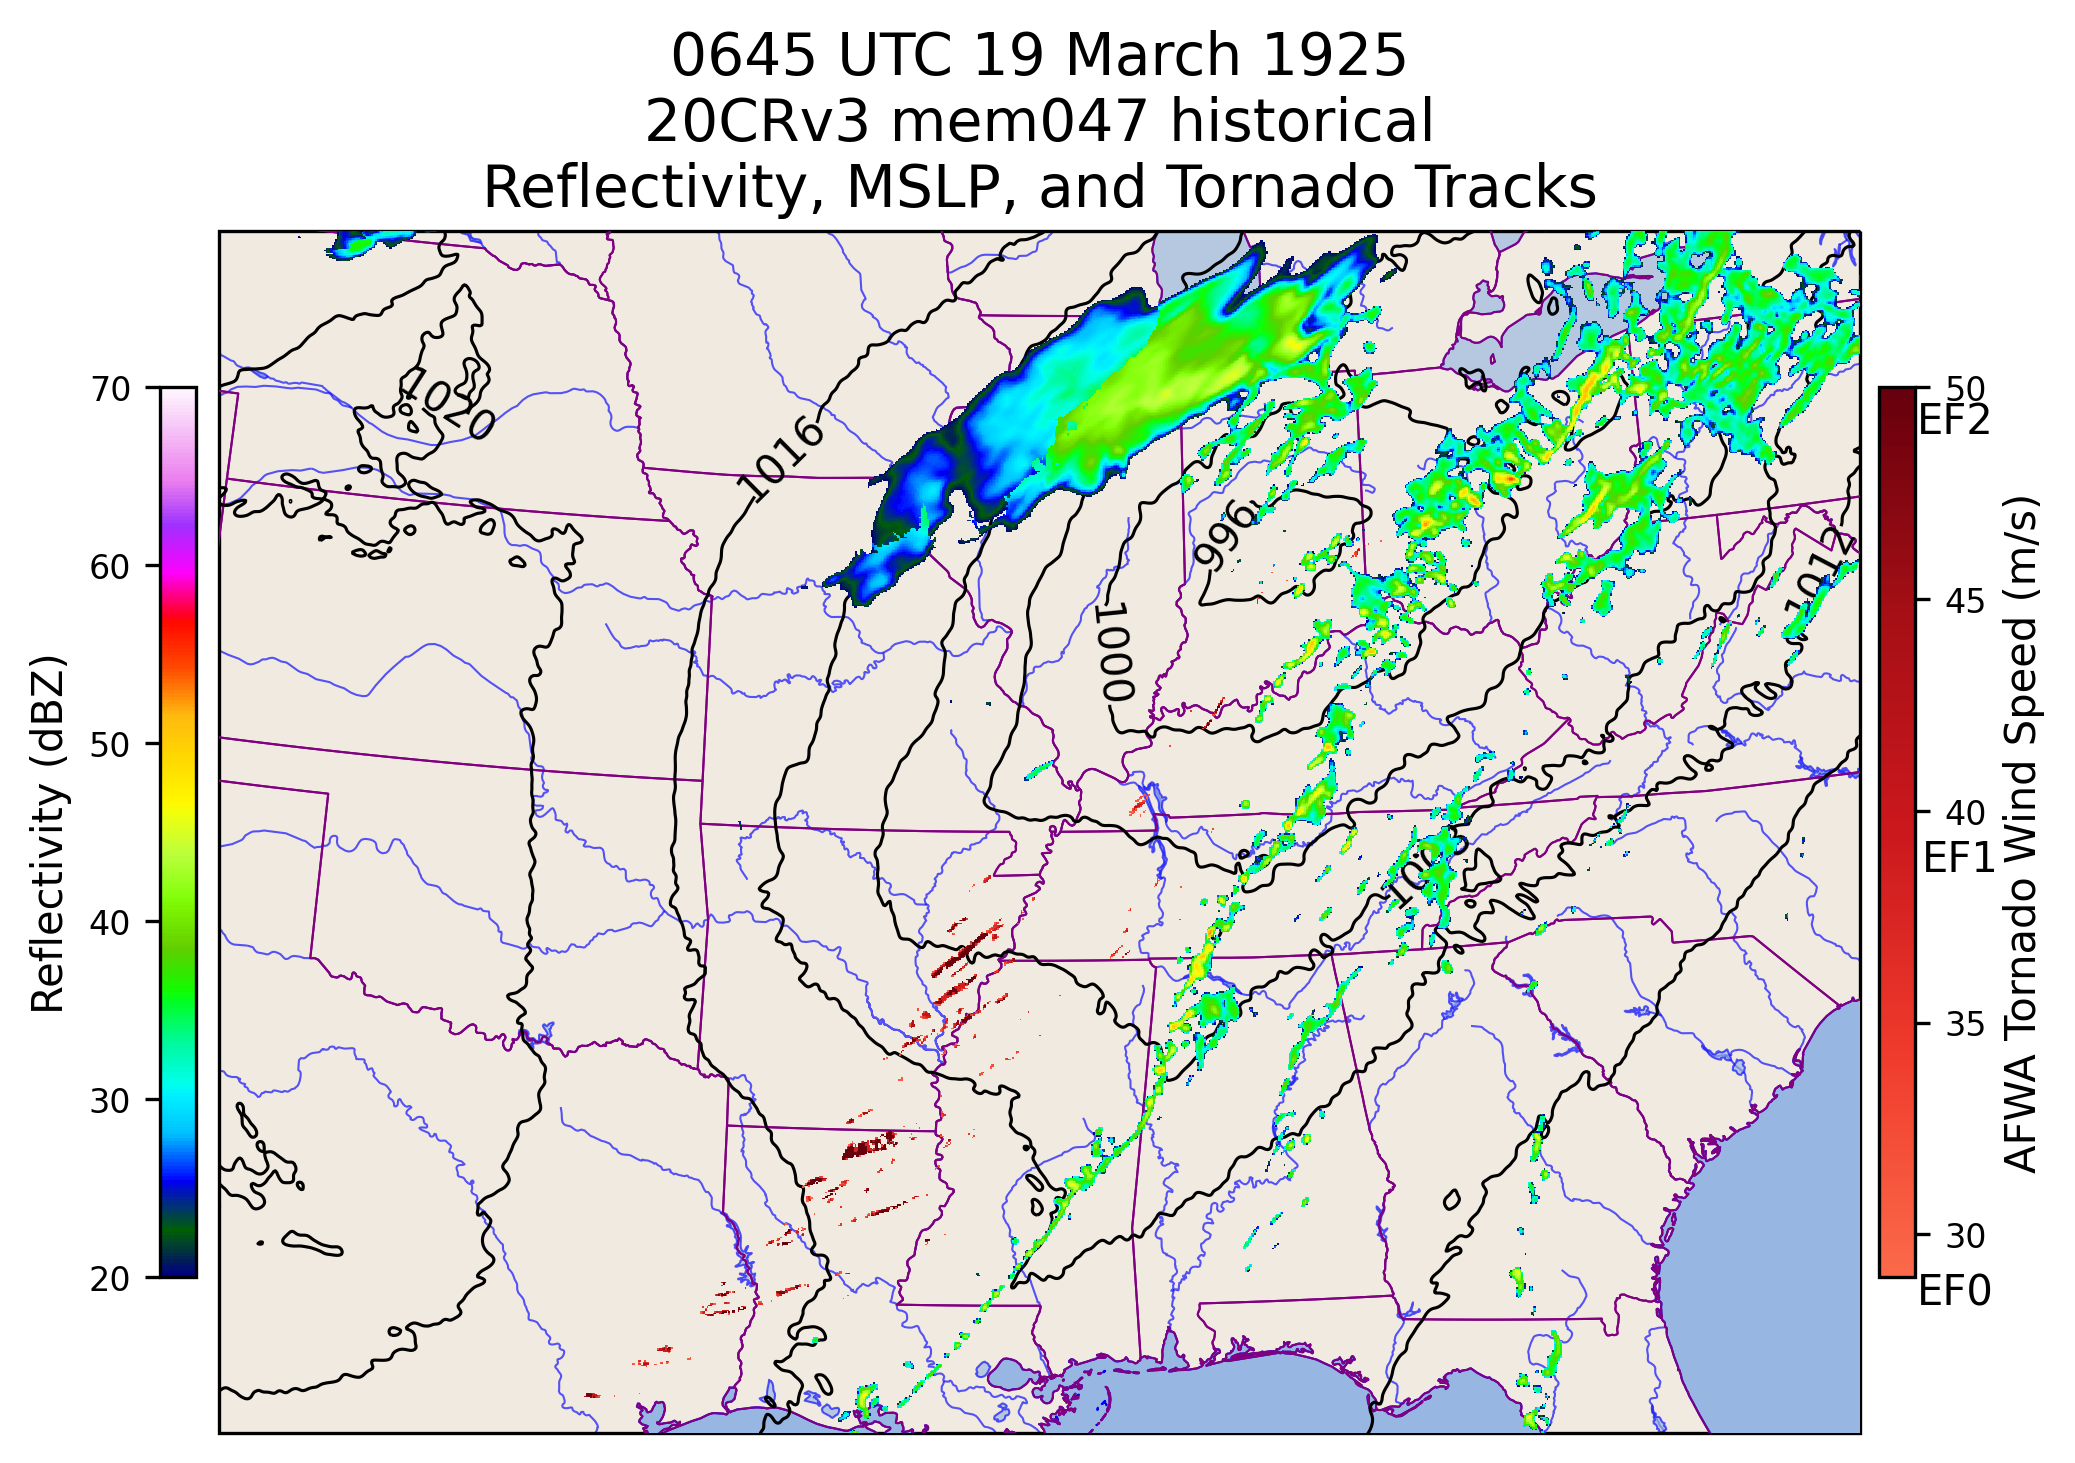 0645 UTC 19 March 1925
20CRv3 mem047 historical
Reflectivity, MSLP, and Tornado Tracks
70
60
50
40
30
20
Reflectivity (dBZ)
1020
1016
996
1000
1012
50
EF2
45
40
EF1
35
30
EF0
AFWA Tornado Wind Speed (m/s)